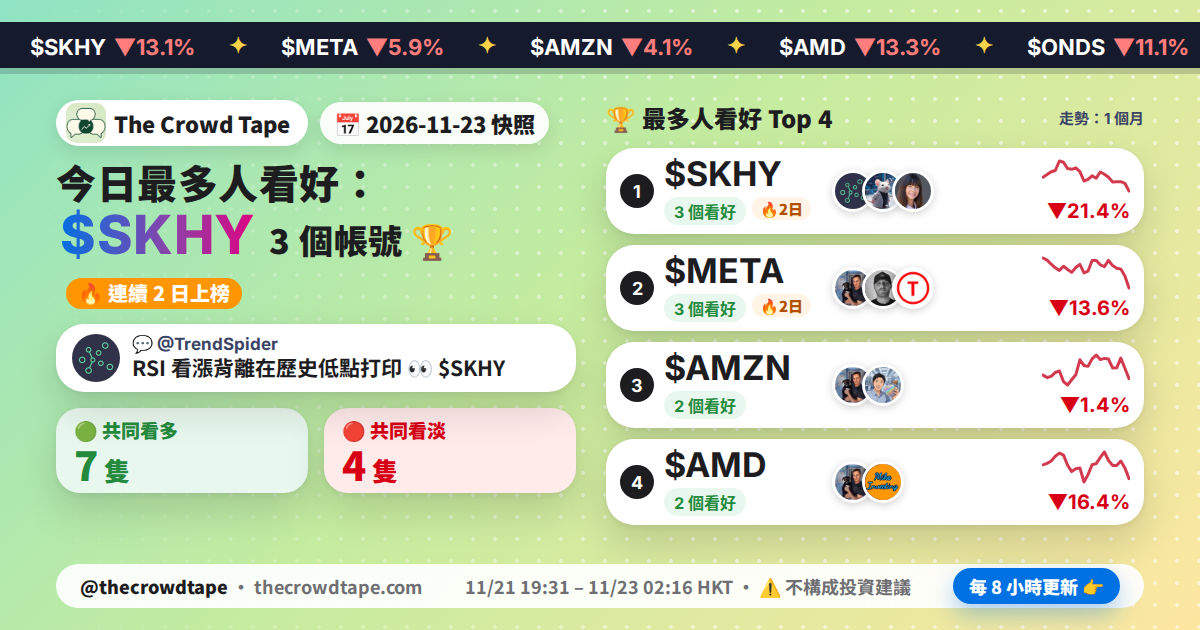 $SKHY ▼13.1% ✦ $META ▼5.9% ✦ $AMZN ▼4.1% ✦ $AMD ▼13.3% ✦ $ONDS ▼11.1%
The Crowd Tape
📅 2026-11-23 快照
今日最多人看好：
$SKHY 3 個帳號 🏆
🔥 連續 2 日上榜
💬 @TrendSpider
RSI 看漲背離在歷史低點打印 👀 $SKHY
🟢 共同看多
7 隻
🔴 共同看淡
4 隻
🏆 最多人看好 Top 4
走勢：1 個月
1 $SKHY
3 個看好 🔥2日
▼21.4%
2 $META
3 個看好 🔥2日
T
▼13.6%
3 $AMZN
2 個看好
▼1.4%
4 $AMD
2 個看好
Nike Investing
▼16.4%
@thecrowdtape • thecrowdtape.com
11/21 19:31 – 11/23 02:16 HKT • ⚠️ 不構成投資建議
每 8 小時更新 👉